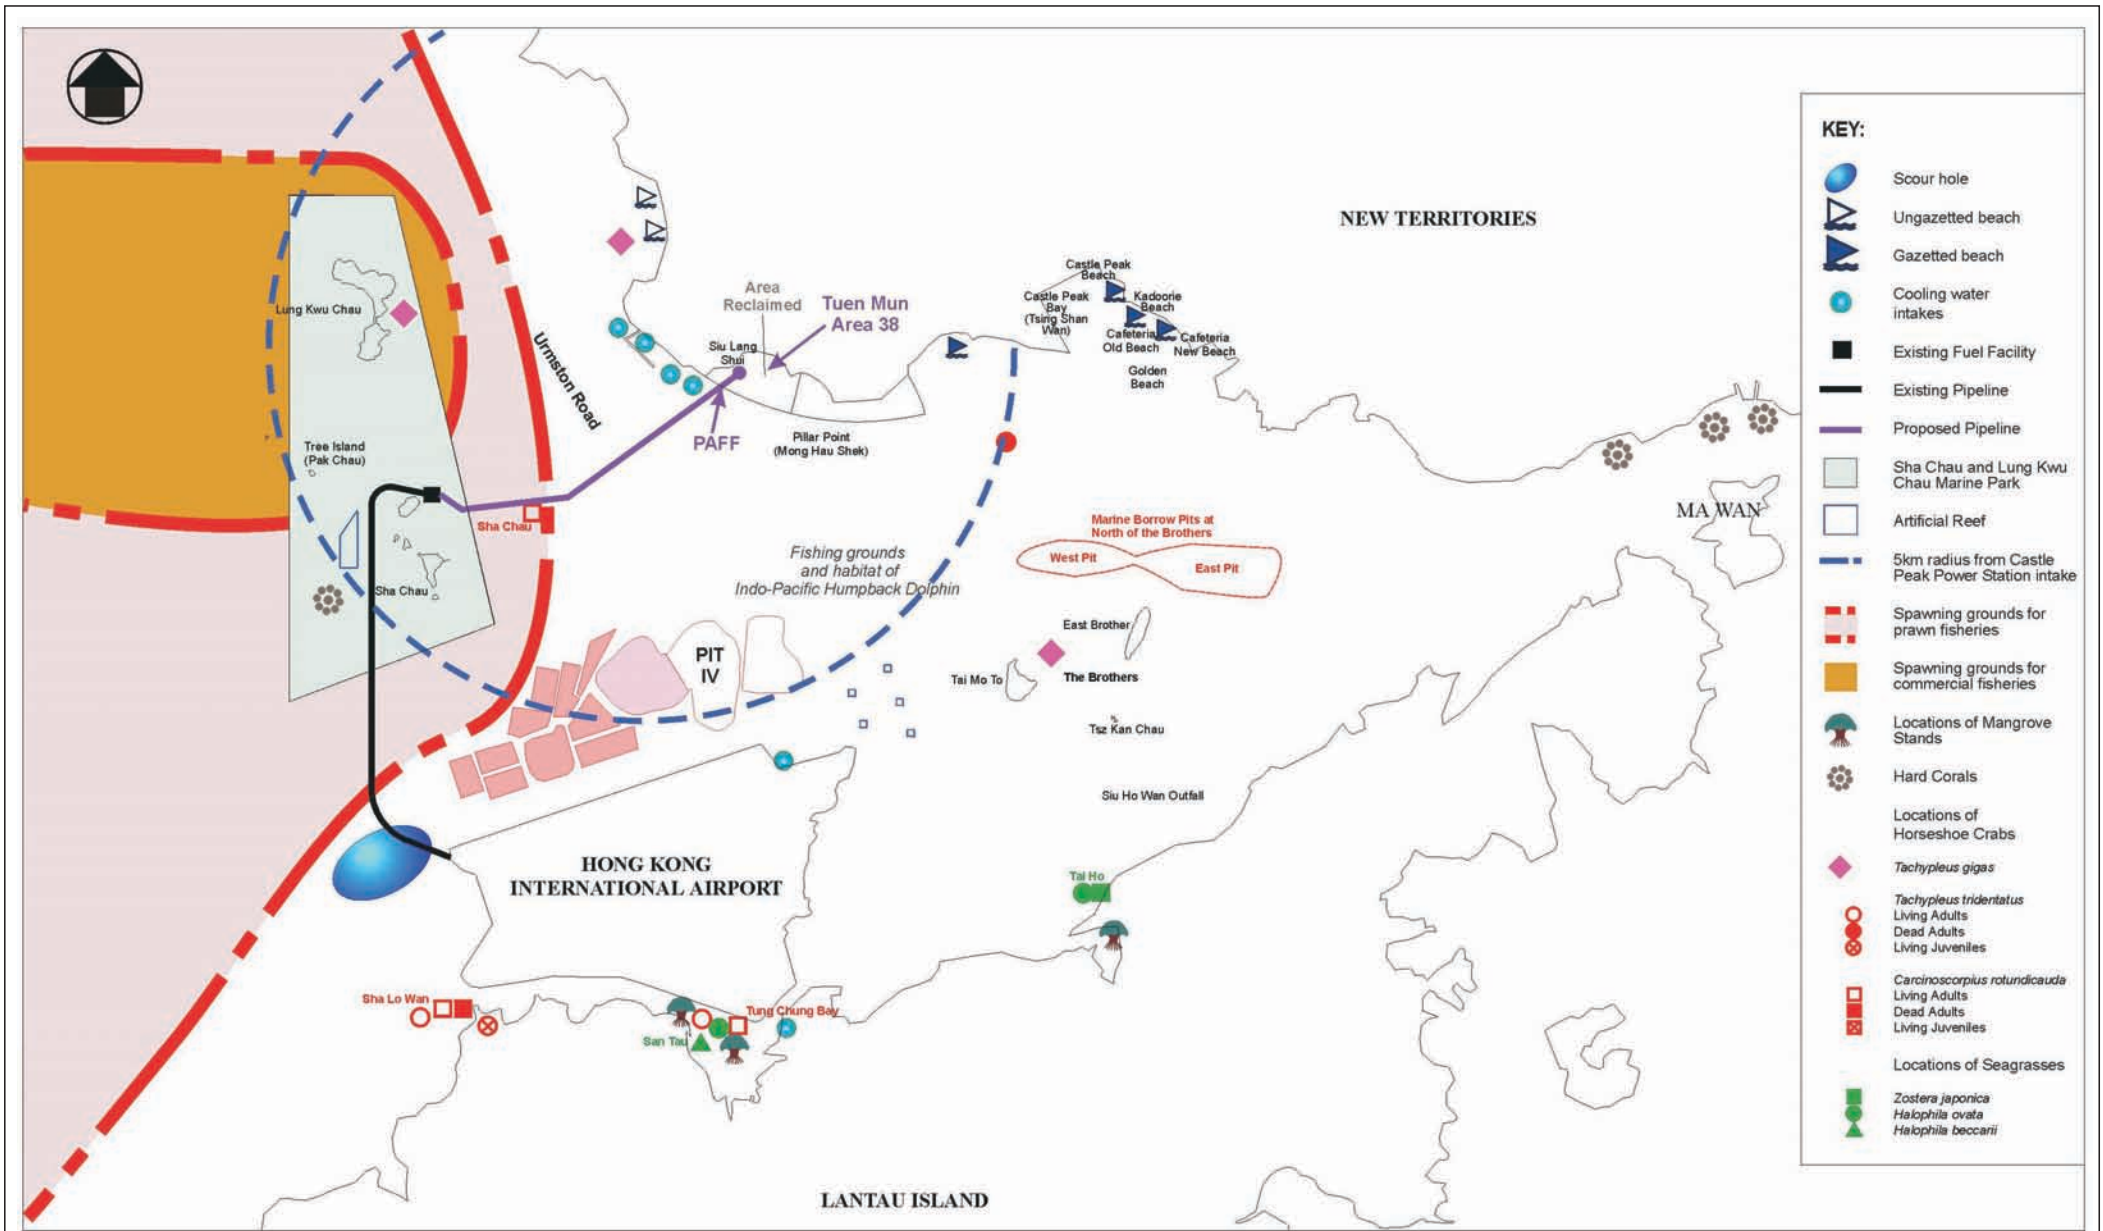 NEW TERRITORIES
Castle Peak
Beach
Castle Peak
Bay
(Tsing Shan
Wan)
Kadoorie
Beach
Cafeteria
Old Beach
Cafeteria
New Beach
Golden
Beach
Area
Reclaimed
Tuen Mun
Area 38
Siu Lang
Shui
Lung Kwu Chau
Urmston Road
PAFF
Pillar Point
(Mong Hau Shek)
Tree Island
(Pak Chau)
Sha Chau
MA WAN
Marine Borrow Pits at
North of the Brothers
West Pit
East Pit
Fishing grounds
and habitat of
Indo-Pacific Humpback Dolphin
Sha Chau
East Brother
PIT
IV
Tai Mo To
The Brothers
Tsz Kan Chau
Siu Ho Wan Outfall
HONG KONG
INTERNATIONAL AIRPORT
Tai Ho
Sha Lo Wan
Tung Chung Bay
San Tau
LANTAU ISLAND
KEY:
Scour hole
Ungazetted beach
Gazetted beach
Cooling water
intakes
Existing Fuel Facility
Existing Pipeline
Proposed Pipeline
Sha Chau and Lung Kwu
Chau Marine Park
Artificial Reef
5km radius from Castle
Peak Power Station intake
Spawning grounds for
prawn fisheries
Spawning grounds for
commercial fisheries
Locations of Mangrove
Stands
Hard Corals
Locations of
Horseshoe Crabs
Tachypleus gigas
Tachypleus tridentatus
Living Adults
Dead Adults
Living Juveniles
Carcinoscorpius rotundicauda
Living Adults
Dead Adults
Living Juveniles
Locations of Seagrasses
Zostera japonica
Halophila ovata
Halophila beccarii